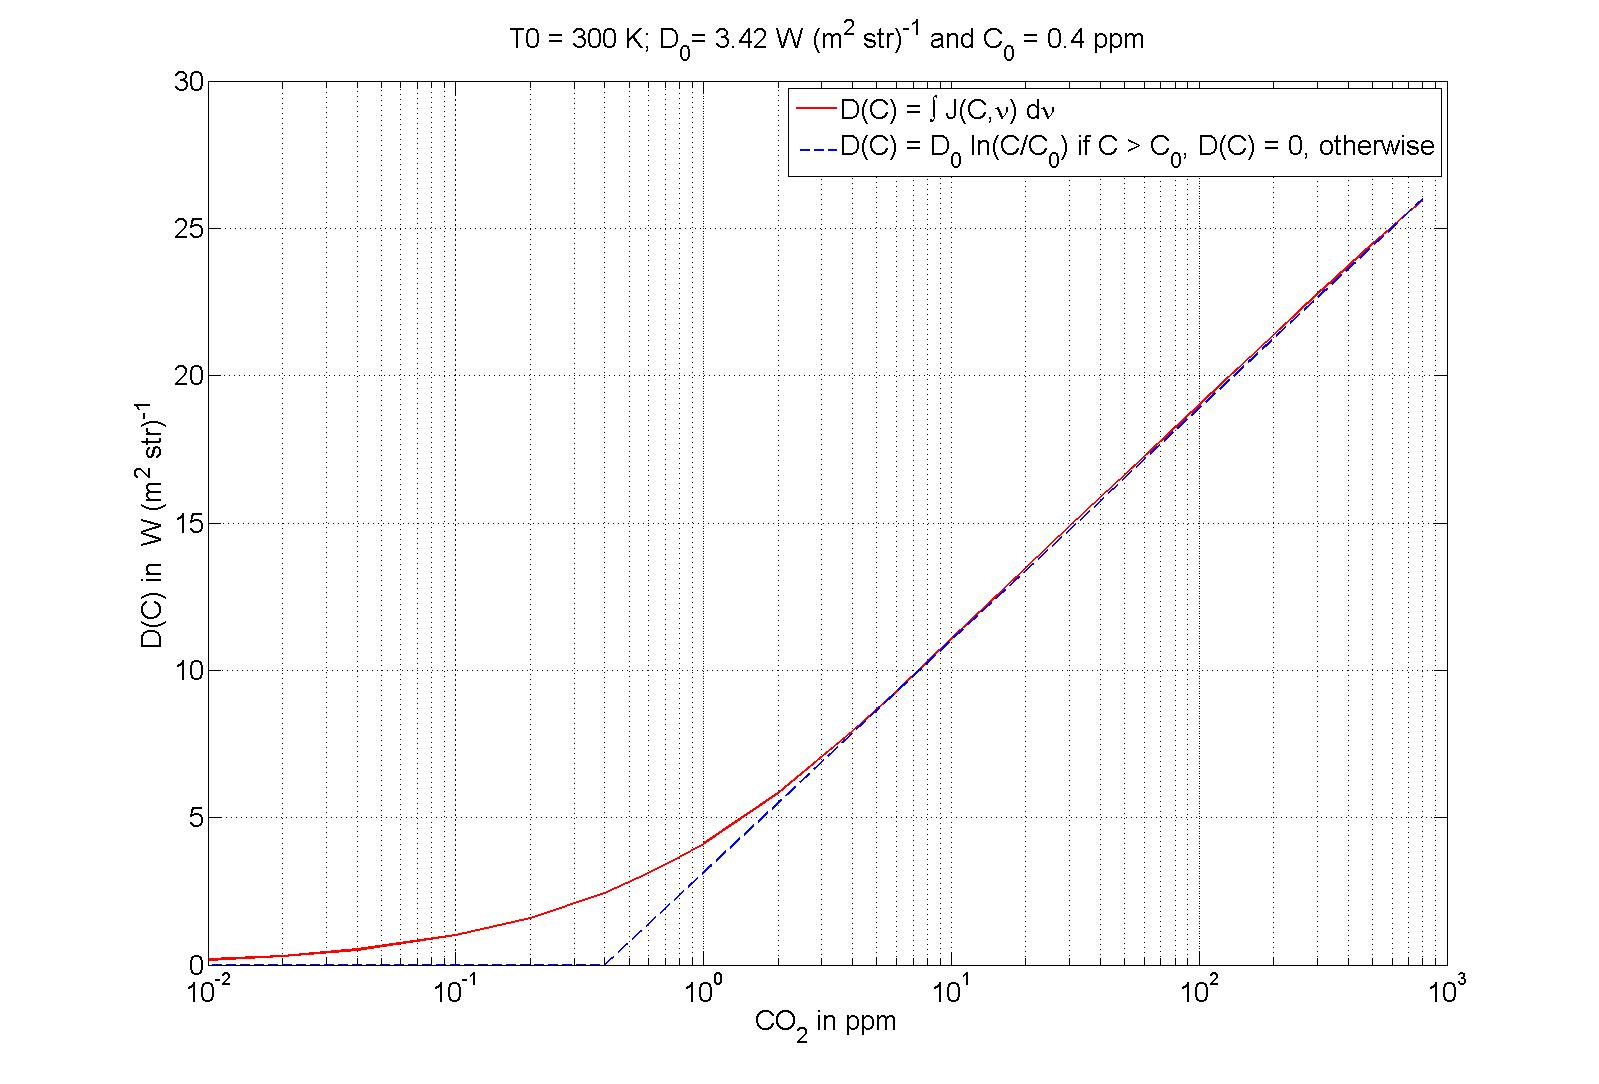 T0 = 300 K; D₀= 3.42 W (m² str)⁻¹ and C₀ = 0.4 ppm
D(C) = ∫ J(C,ν) dν
D(C) = D₀ ln(C/C₀) if C > C₀, D(C) = 0, otherwise
30
25
20
15
10
5
0
D(C) in W (m² str)⁻¹
10⁻² 10⁻¹ 10⁰ 10¹ 10² 10³
CO₂ in ppm